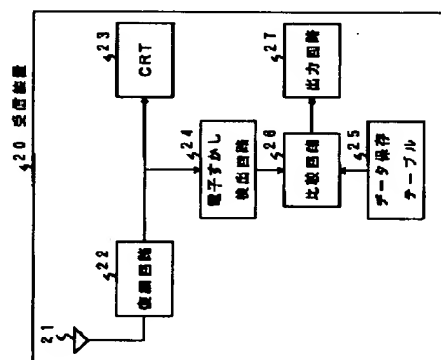 20 受信装置
21
22
復調回路
23
CRT
24
電子すかし
検出回路
26
比較回路
27
出力回路
25
データ保存
テーブル